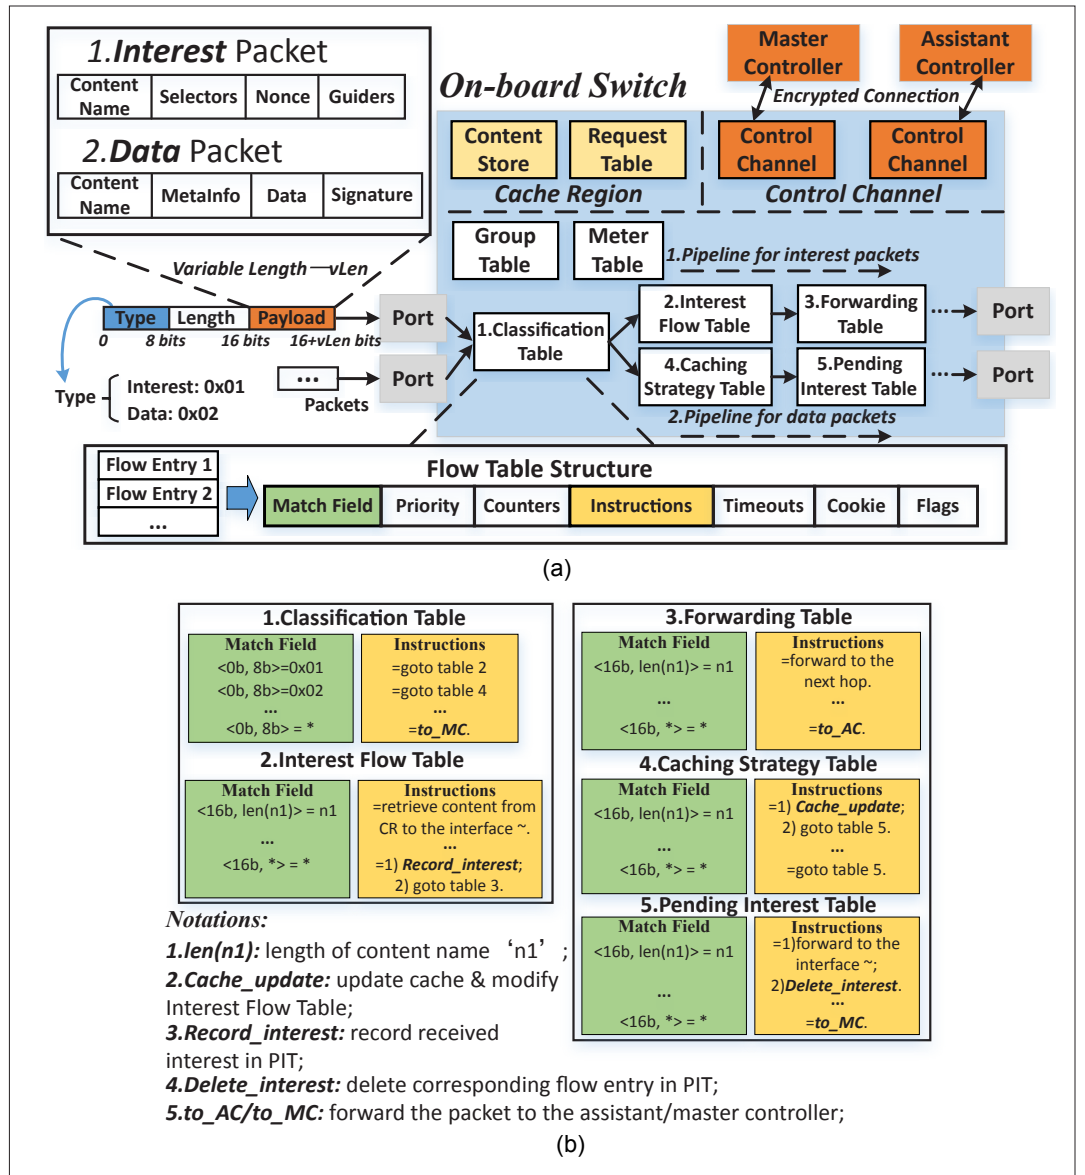 1.Interest Packet
Content Name
Selectors
Nonce
Guiders
2.Data Packet
Content Name
MetaInfo
Data
Signature
On-board Switch
Master Controller
Assistant Controller
Encrypted Connection
Content Store
Request Table
Control Channel
Control Channel
Cache Region
Control Channel
Group Table
Meter Table
1.Pipeline for interest packets
Variable Length—vLen
Type
Length
Payload
0
8 bits
16 bits
16+vLen bits
Port
Port
1.Classification Table
2.Interest Flow Table
3.Forwarding Table
...
Port
4.Caching Strategy Table
5.Pending Interest Table
...
Port
2.Pipeline for data packets
Type
Interest: 0x01
Data: 0x02
...
Packets
Flow Entry 1
Flow Entry 2
...
Flow Table Structure
Match Field
Priority
Counters
Instructions
Timeouts
Cookie
Flags
(a)
1.Classification Table
Match Field
<0b, 8b>=0x01
<0b, 8b>=0x02
...
<0b, 8b> = *
Instructions
=goto table 2
=goto table 4
...
=to_MC.
2.Interest Flow Table
Match Field
<16b, len(n1)> = n1
...
<16b, *> = *
Instructions
=retrieve content from
CR to the interface ~.
...
=1) Record_interest;
2) goto table 3.
3.Forwarding Table
Match Field
<16b, len(n1)> = n1
...
<16b, *> = *
Instructions
=forward to the
next hop.
...
=to_AC.
4.Caching Strategy Table
Match Field
<16b, len(n1)> = n1
...
<16b, *> = *
Instructions
=1) Cache_update;
2) goto table 5.
...
=goto table 5.
5.Pending Interest Table
Match Field
<16b, len(n1)> = n1
...
<16b, *> = *
Instructions
=1)forward to the
interface ~;
2)Delete_interest.
...
=to_MC.
Notations:
1.len(n1): length of content name ‘n1’ ;
2.Cache_update: update cache & modify
Interest Flow Table;
3.Record_interest: record received
interest in PIT;
4.Delete_interest: delete corresponding flow entry in PIT;
5.to_AC/to_MC: forward the packet to the assistant/master controller;
(b)